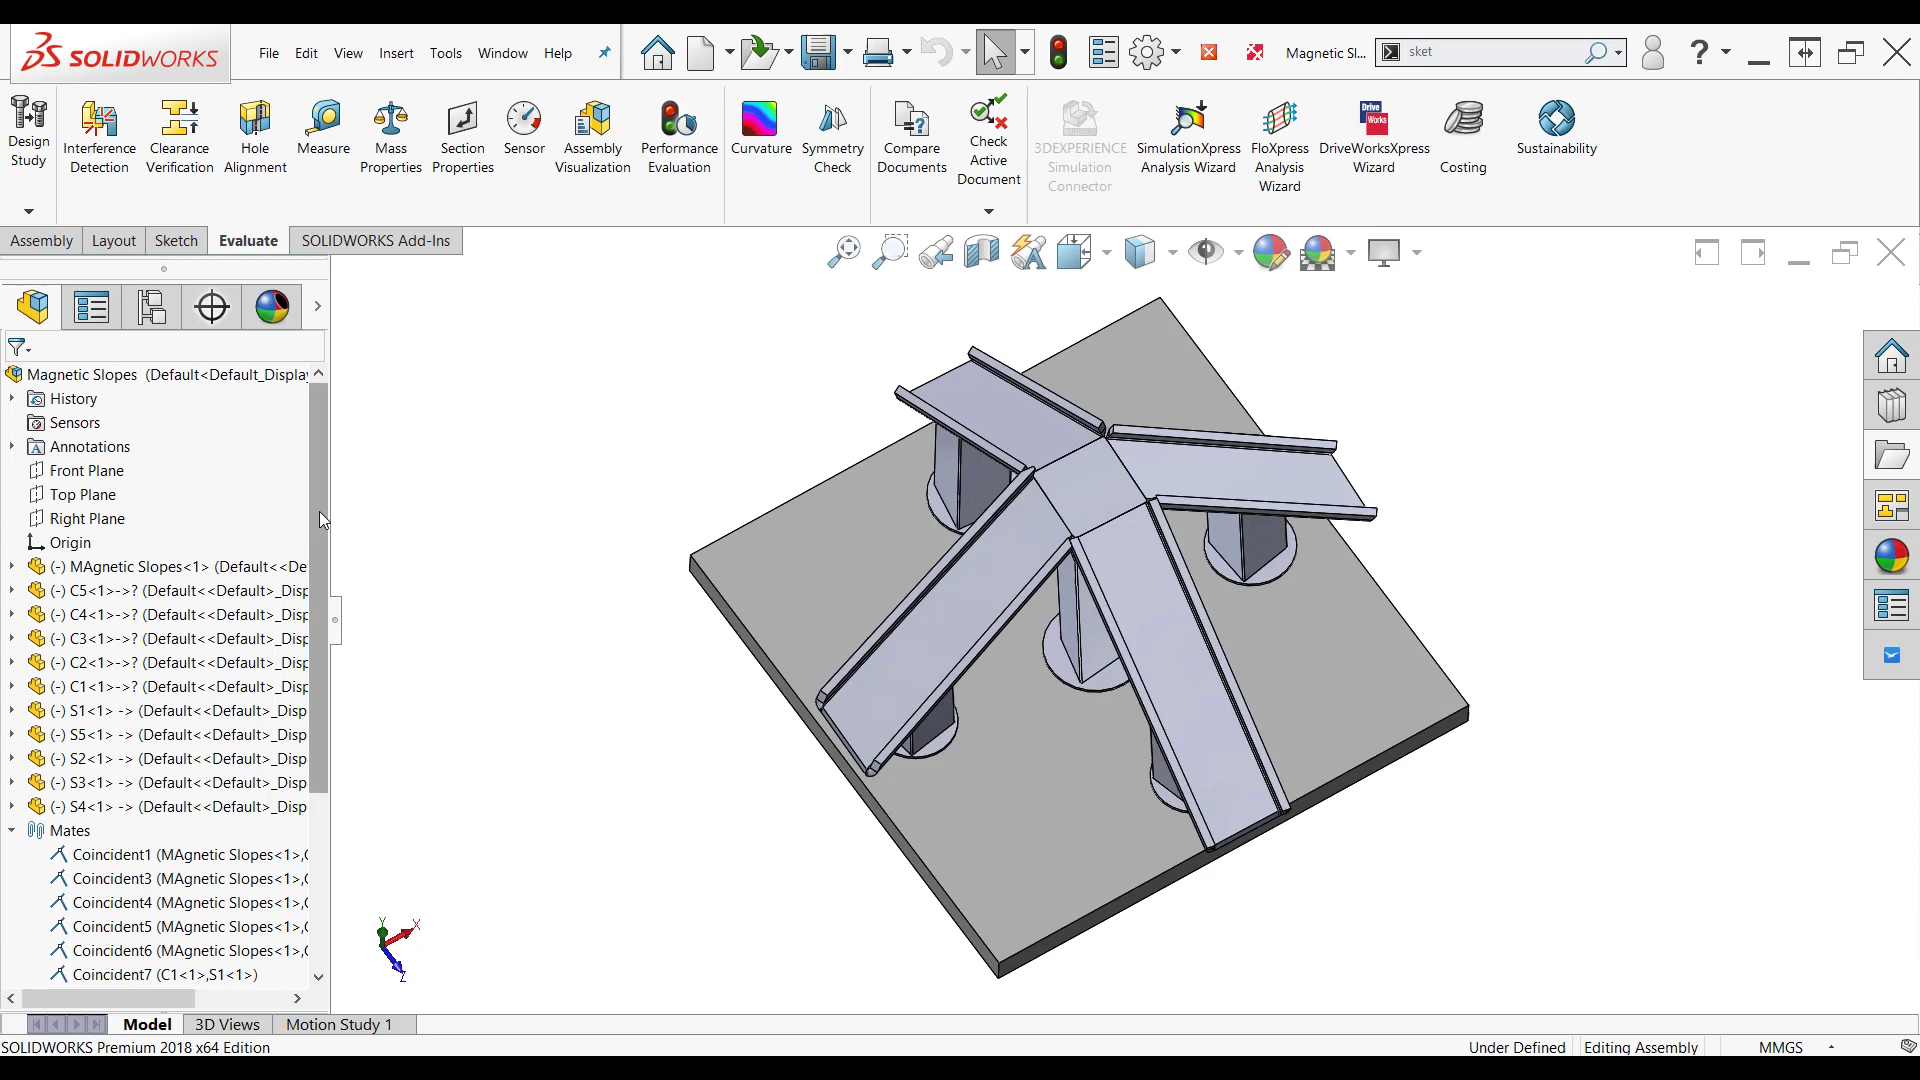 SOLIDWORKS File Edit View Insert Tools Window Help Magnetic Sl... sket ?
Design Study
Interference Detection
Clearance Verification
Hole Alignment
Measure
Mass Properties
Section Properties
Sensor
Assembly Visualization
Performance Evaluation
Curvature
Symmetry Check
Compare Documents
Check Active Document
3DEXPERIENCE Simulation Connector
SimulationXpress Analysis Wizard
FloXpress Analysis Wizard
Drive Works
DriveWorksXpress Wizard
Costing
Sustainability
Assembly Layout Sketch Evaluate SOLIDWORKS Add-Ins
Magnetic Slopes (Default<Default_Display
History
Sensors
Annotations
Front Plane
Top Plane
Right Plane
Origin
(-) MAgnetic Slopes<1> (Default<<De
(-) C5<1>->? (Default<<Default>_Disp
(-) C4<1>->? (Default<<Default>_Disp
(-) C3<1>->? (Default<<Default>_Disp
(-) C2<1>->? (Default<<Default>_Disp
(-) C1<1>->? (Default<<Default>_Disp
(-) S1<1> -> (Default<<Default>_Disp
(-) S5<1> -> (Default<<Default>_Disp
(-) S2<1> -> (Default<<Default>_Disp
(-) S3<1> -> (Default<<Default>_Disp
(-) S4<1> -> (Default<<Default>_Disp
Mates
Coincident1 (MAgnetic Slopes<1>,C
Coincident3 (MAgnetic Slopes<1>,C
Coincident4 (MAgnetic Slopes<1>,C
Coincident5 (MAgnetic Slopes<1>,C
Coincident6 (MAgnetic Slopes<1>,C
Coincident7 (C1<1>,S1<1>)
Y X Z
Model 3D Views Motion Study 1
SOLIDWORKS Premium 2018 x64 Edition Under Defined Editing Assembly MMGS